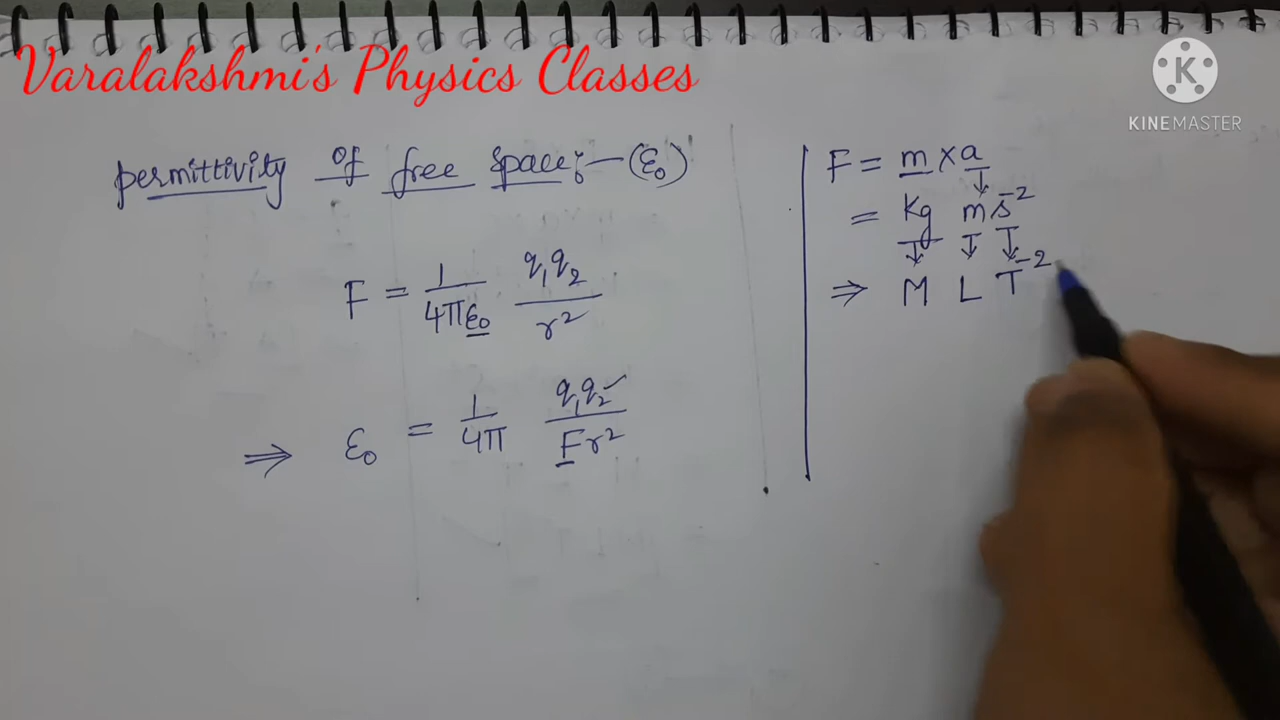 Varalakshmi's Physics Classes
K
KINEMASTER
permittivity of free space:—(ε₀)
F = 1/4πε₀ q₁q₂/r²
⇒ ε₀ = 1/4π q₁q₂/Fr²
F = m × a
= Kg m s⁻²
⇒ M L T⁻²